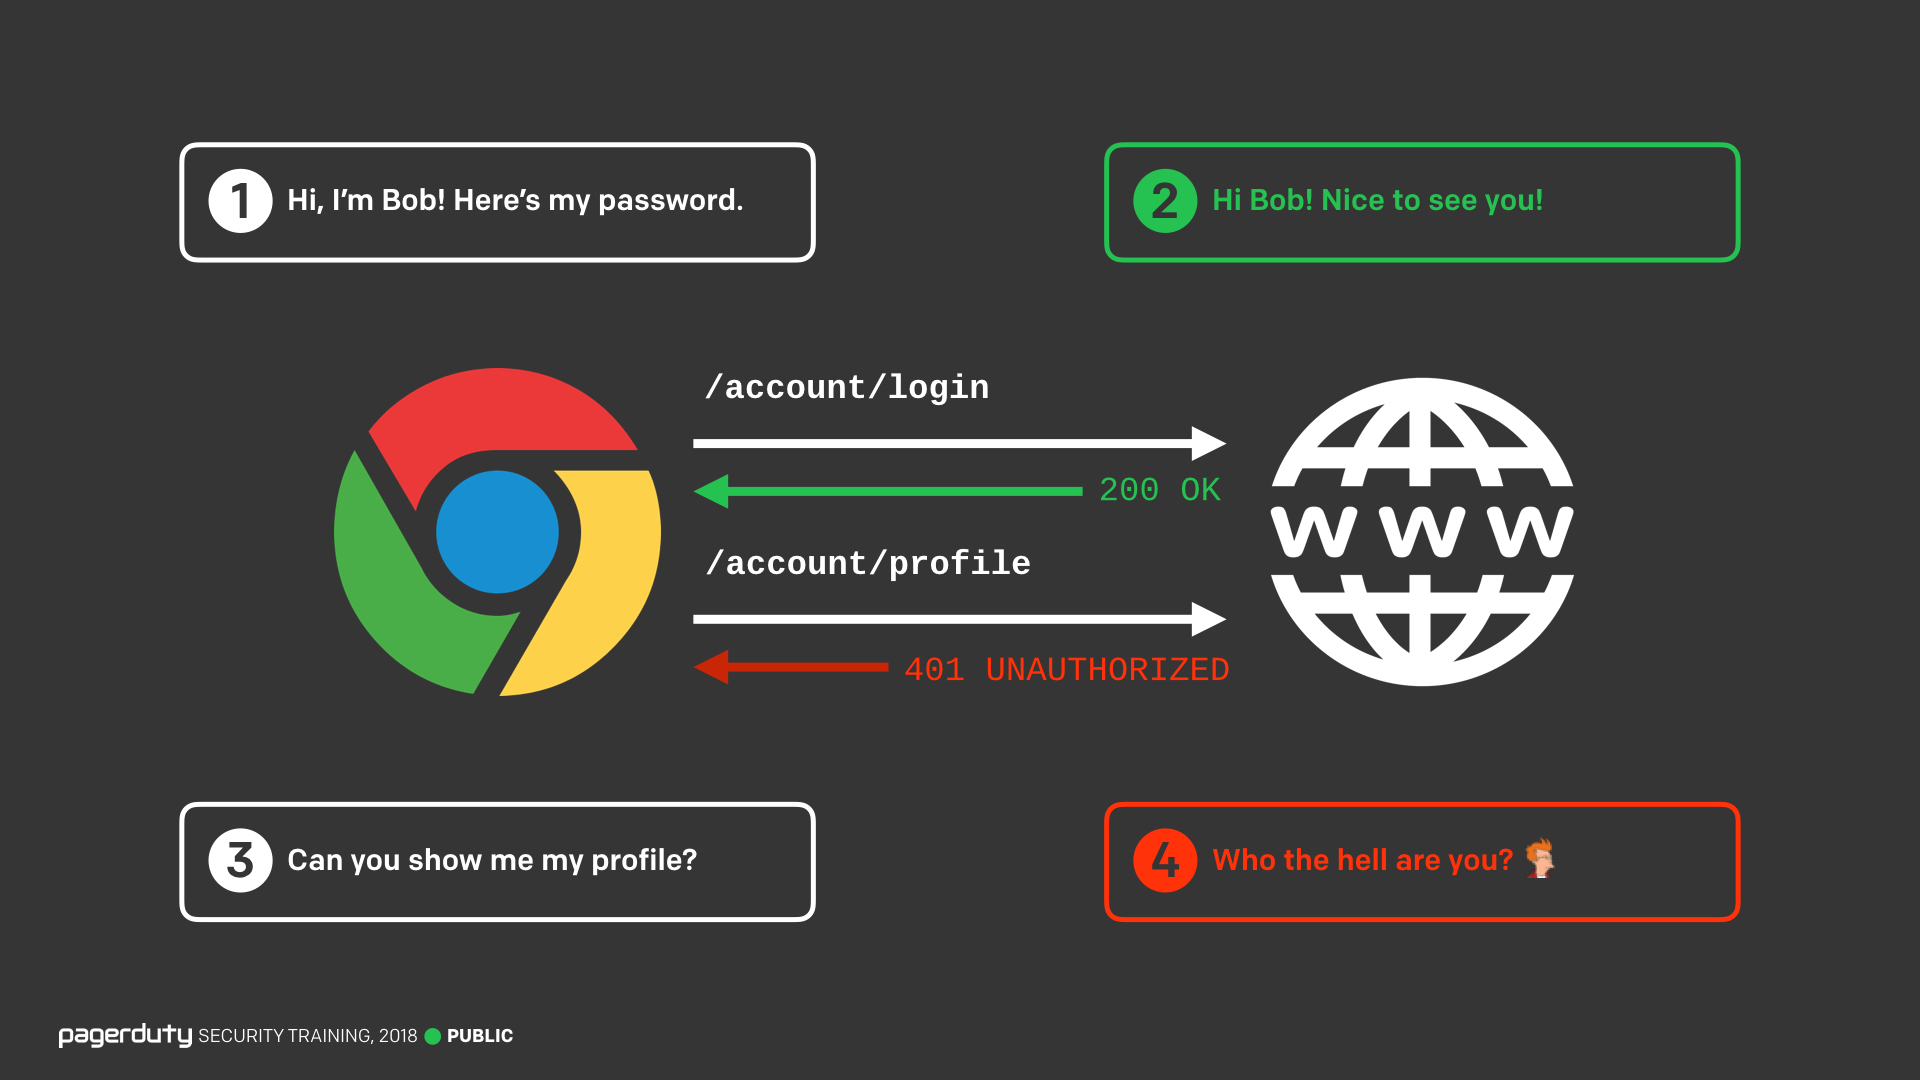 1 Hi, I’m Bob! Here’s my password.
2 Hi Bob! Nice to see you!
/account/login
200 OK
/account/profile
401 UNAUTHORIZED
www
3 Can you show me my profile?
4 Who the hell are you?
pagerduty SECURITY TRAINING, 2018 PUBLIC